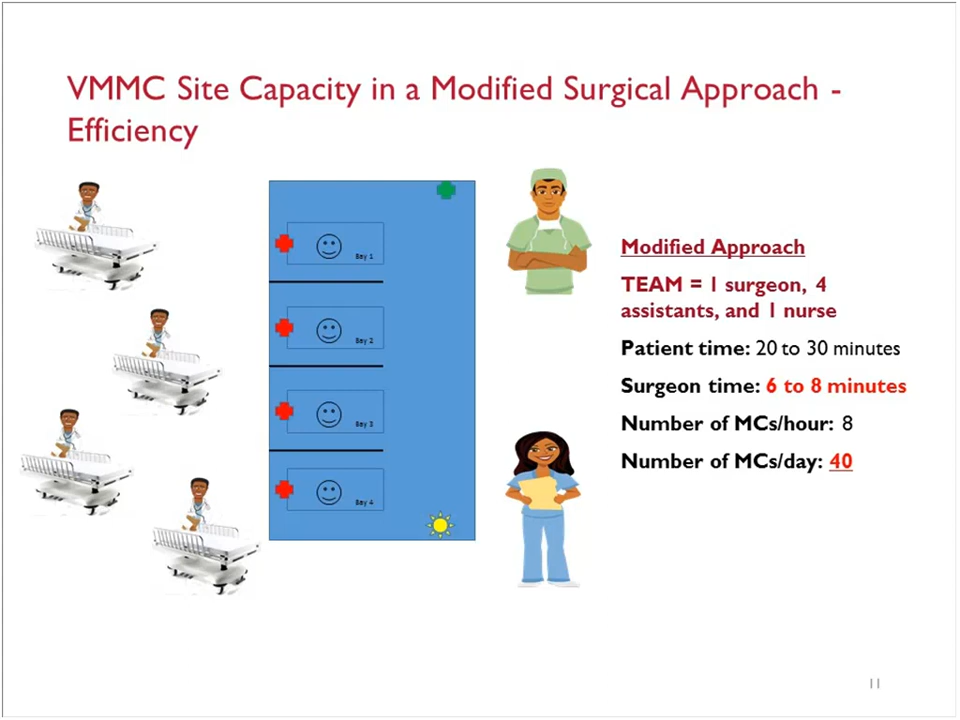 VMMC Site Capacity in a Modified Surgical Approach -
Efficiency
Bay 1
Bay 2
Bay 3
Bay 4
Modified Approach
TEAM = 1 surgeon, 4
assistants, and 1 nurse
Patient time: 20 to 30 minutes
Surgeon time: 6 to 8 minutes
Number of MCs/hour: 8
Number of MCs/day: 40
11